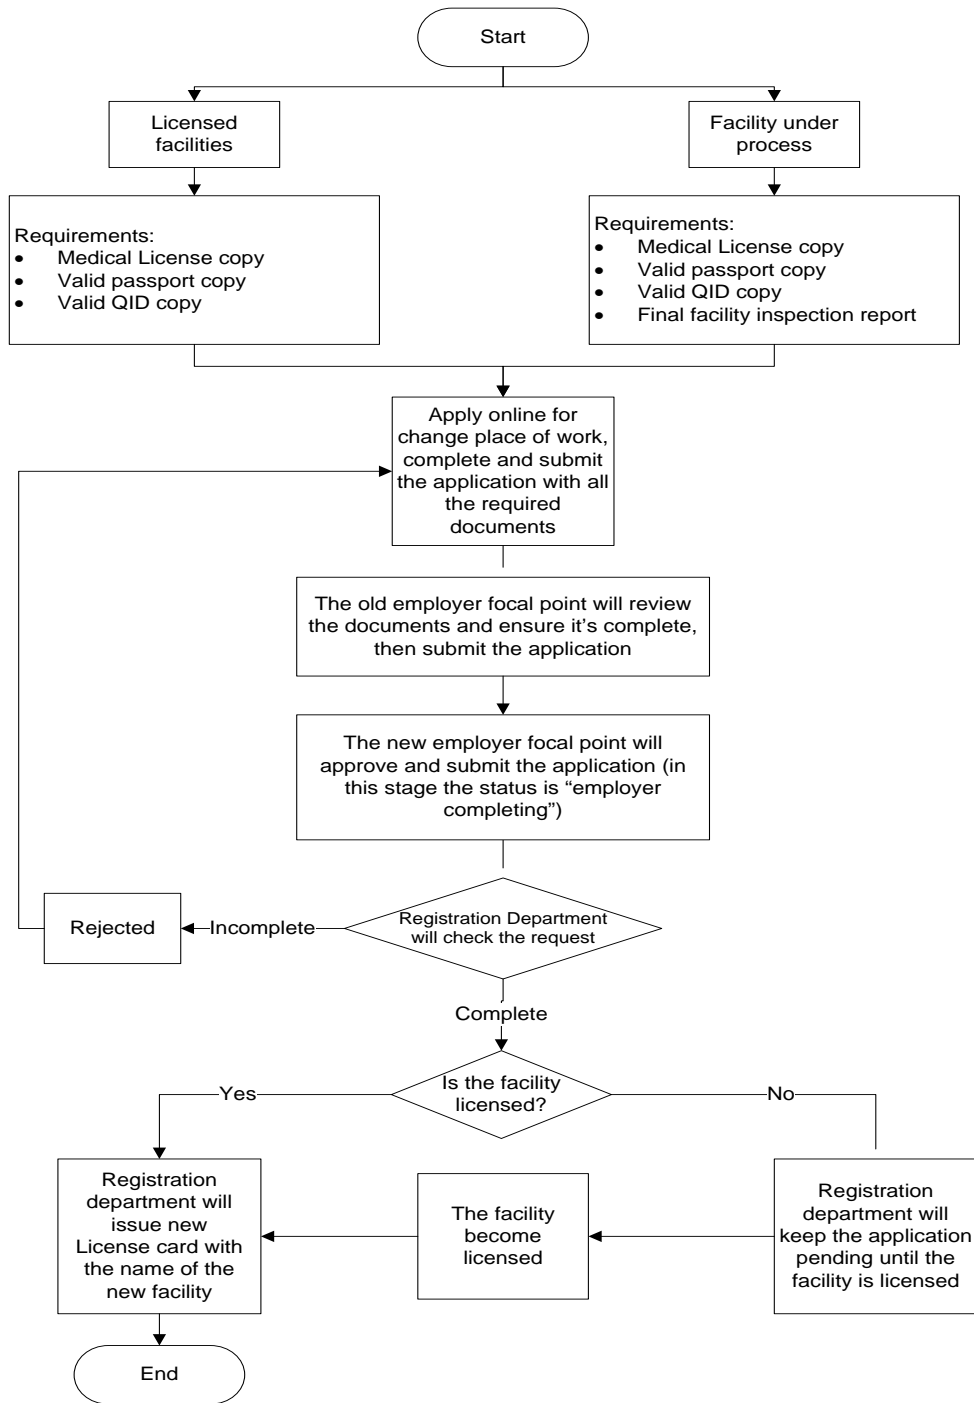 Start
Licensed
facilities
Facility under
process
Requirements:
• Medical License copy
• Valid passport copy
• Valid QID copy
Requirements:
• Medical License copy
• Valid passport copy
• Valid QID copy
• Final facility inspection report
Apply online for
change place of work,
complete and submit
the application with all
the required
documents
The old employer focal point will review
the documents and ensure it’s complete,
then submit the application
The new employer focal point will
approve and submit the application (in
this stage the status is “employer
completing”)
Rejected
Incomplete
Registration Department
will check the request
Complete
Is the facility
licensed?
Yes
No
Registration
department will
issue new
License card with
the name of the
new facility
The facility
become
licensed
Registration
department will
keep the application
pending until the
facility is licensed
End